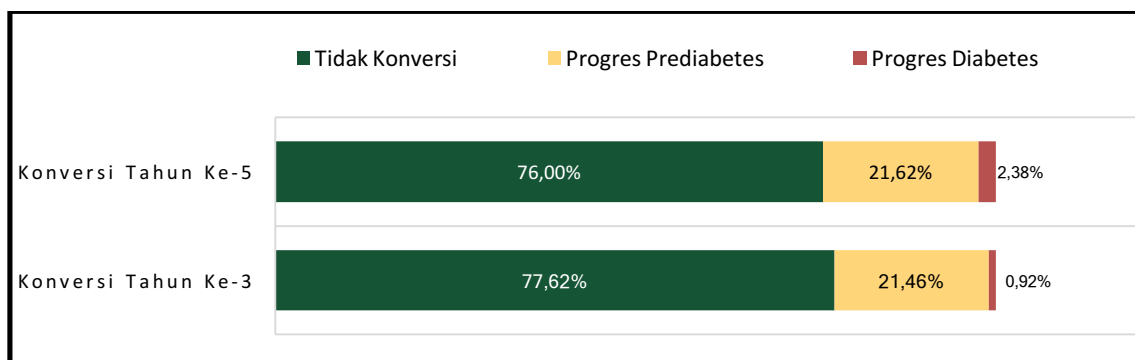 Tidak Konversi Progres Prediabetes Progres Diabetes
Konversi Tahun Ke-5 76,00% 21,62% 2,38%
Konversi Tahun Ke-3 77,62% 21,46% 0,92%